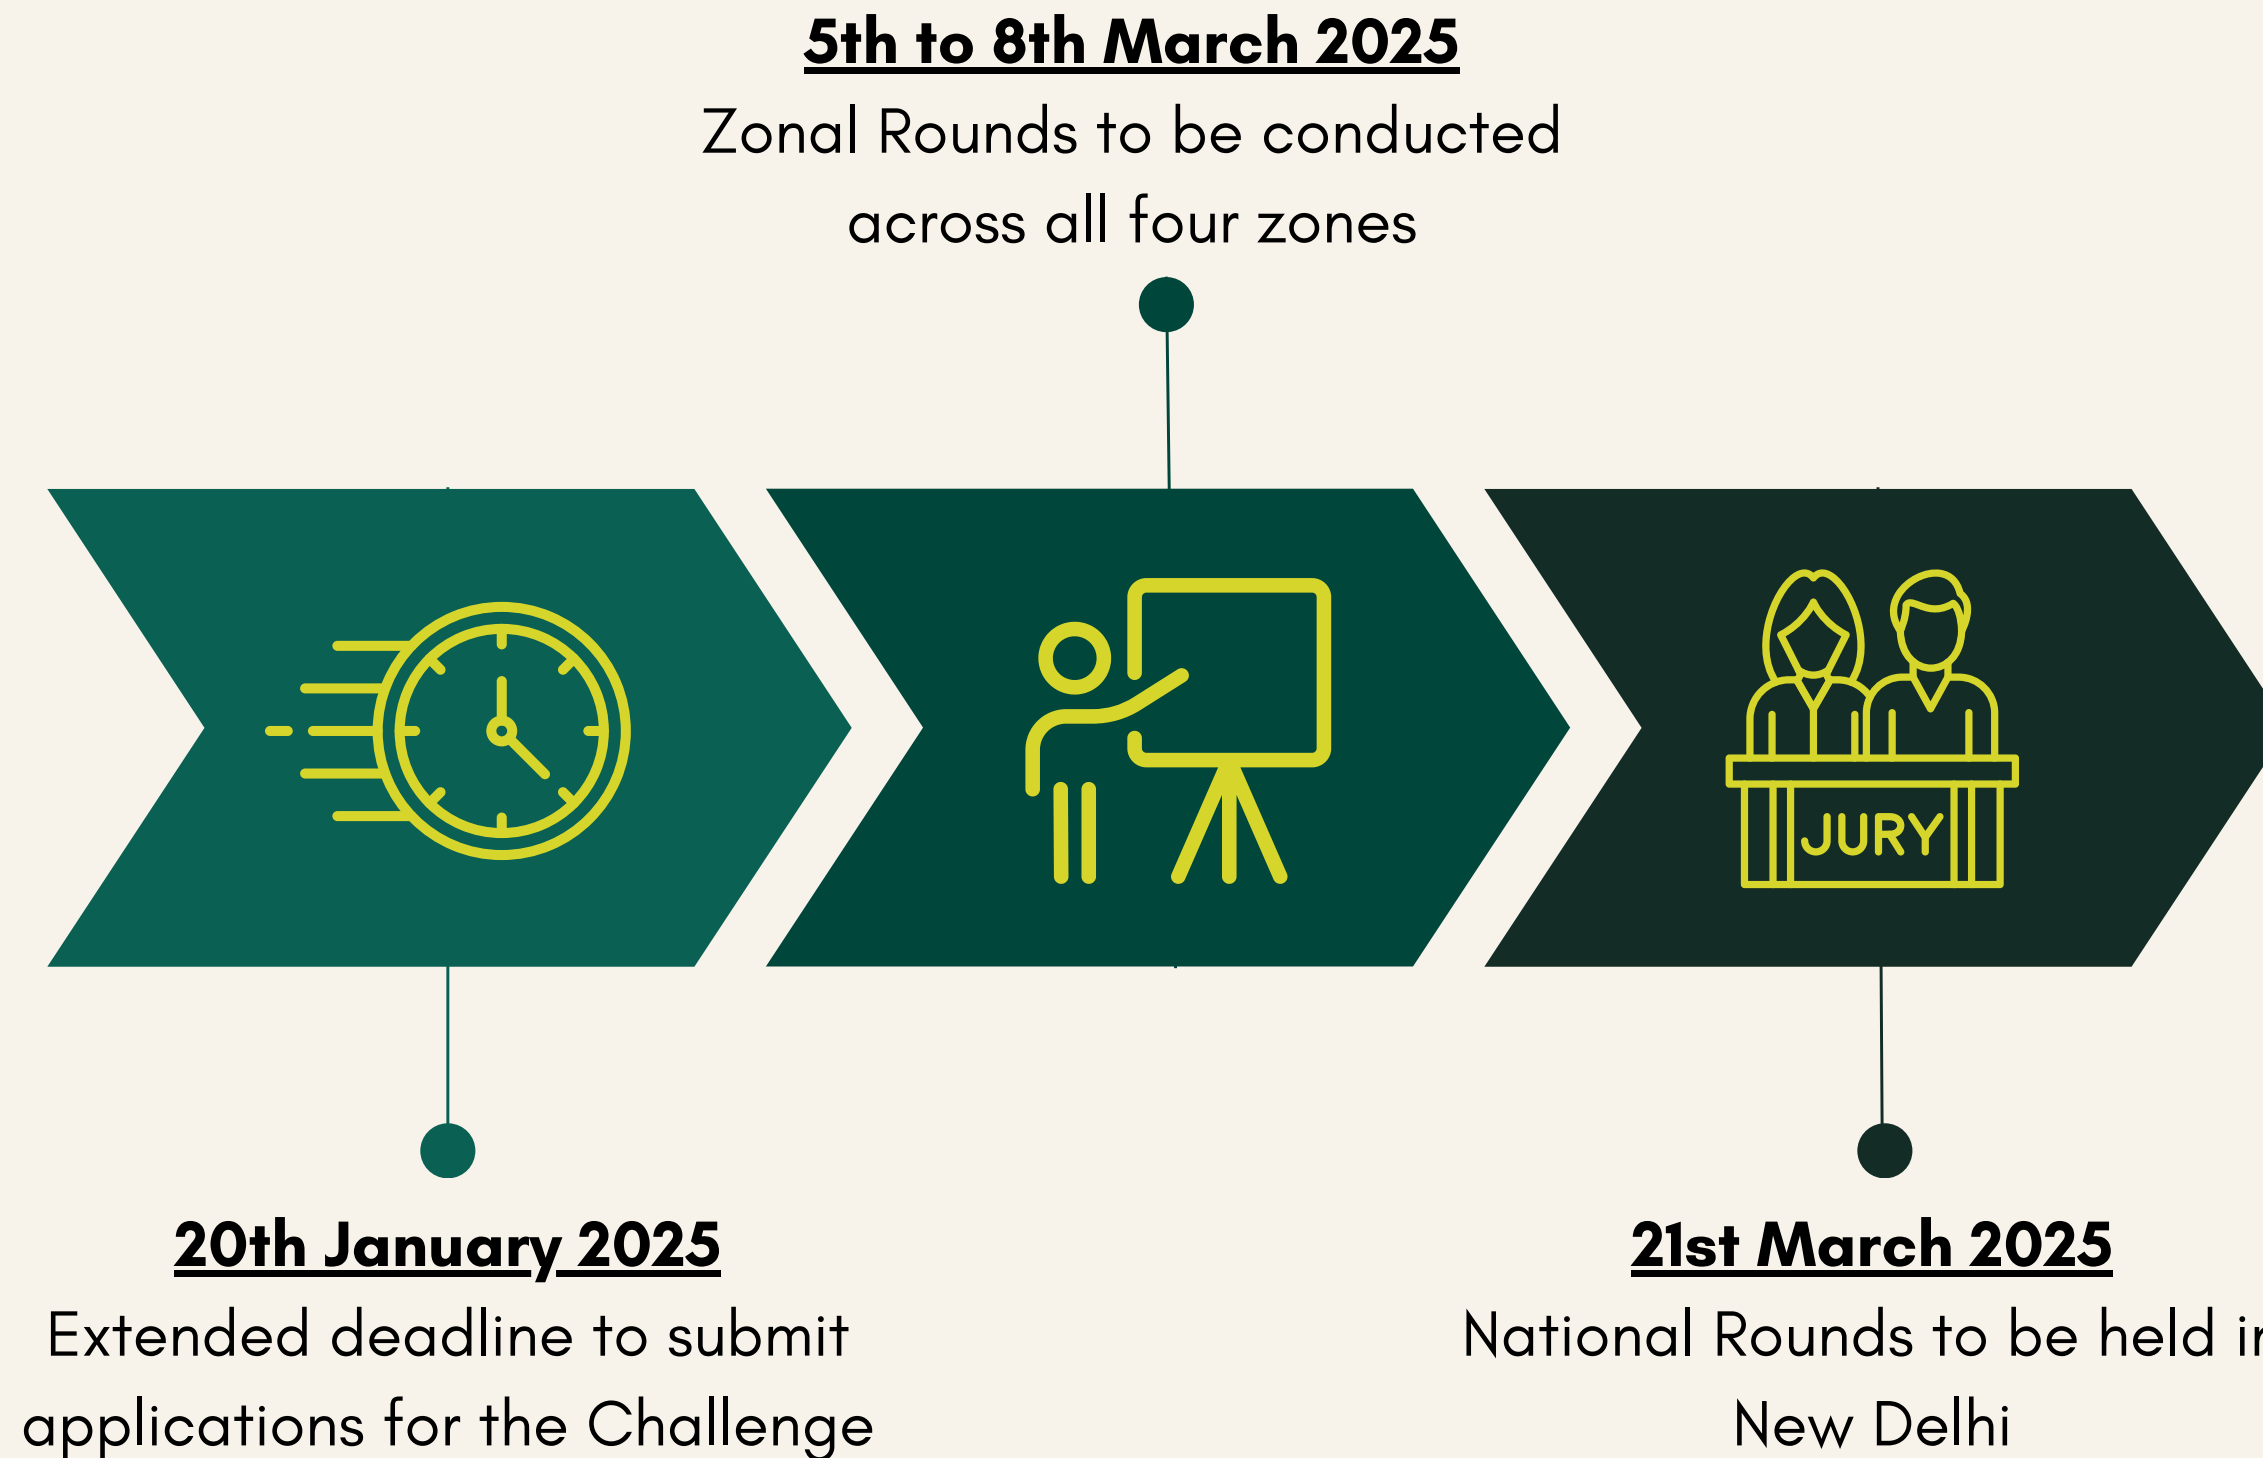 5th to 8th March 2025
Zonal Rounds to be conducted
across all four zones
JURY
20th January 2025
Extended deadline to submit
applications for the Challenge
21st March 2025
National Rounds to be held in
New Delhi